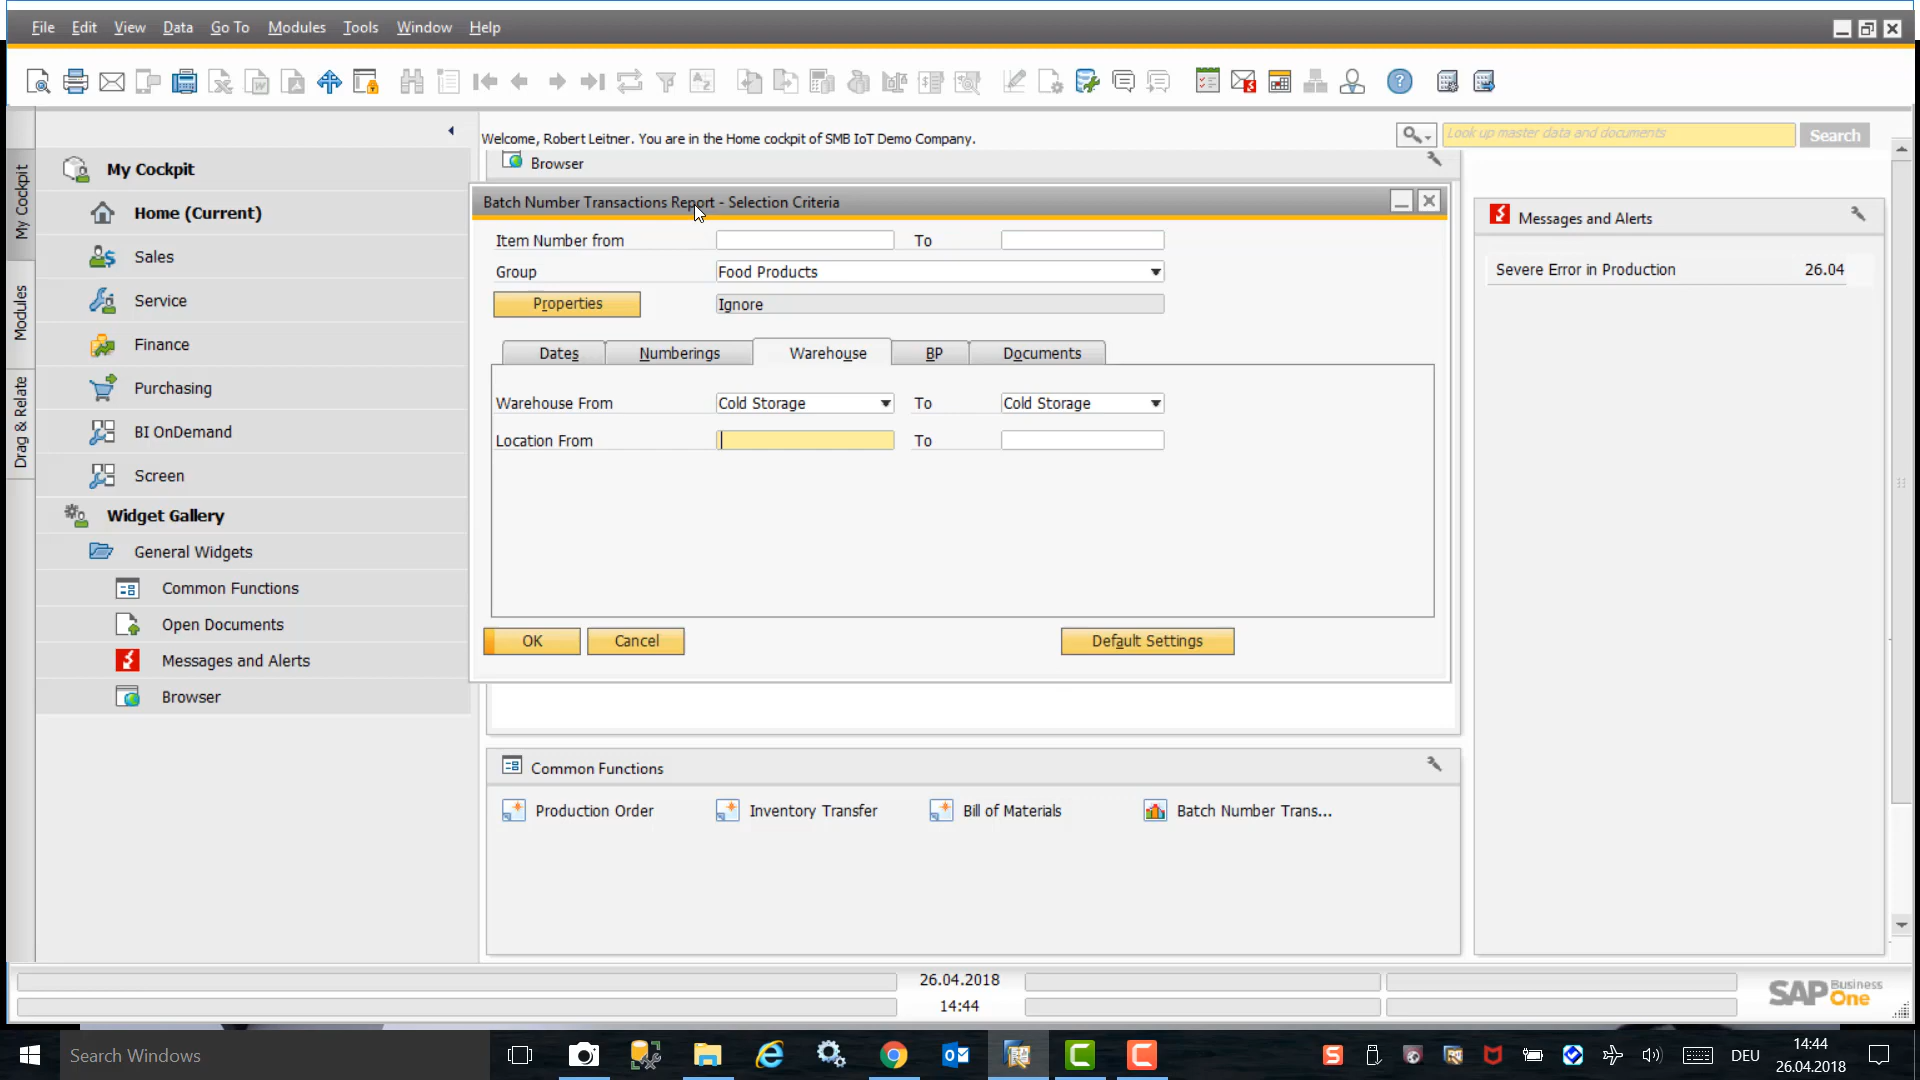 File Edit View Data Go To Modules Tools Window Help
Welcome, Robert Leitner. You are in the Home cockpit of SMB IoT Demo Company.
Look up master data and documents
Search
My Cockpit
Modules
Drag & Relate
My Cockpit
Home (Current)
Sales
Service
Finance
Purchasing
BI OnDemand
Screen
Widget Gallery
General Widgets
Common Functions
Open Documents
Messages and Alerts
Browser
Browser
Batch Number Transactions Report - Selection Criteria
Item Number from To
Group Food Products
Properties Ignore
Dates Numberings Warehouse BP Documents
Warehouse From Cold Storage To Cold Storage
Location From To
OK Cancel Default Settings
Messages and Alerts
Severe Error in Production 26.04
Common Functions
Production Order Inventory Transfer Bill of Materials Batch Number Trans...
26.04.2018
14:44
SAP Business One
Search Windows
DEU
14:44
26.04.2018